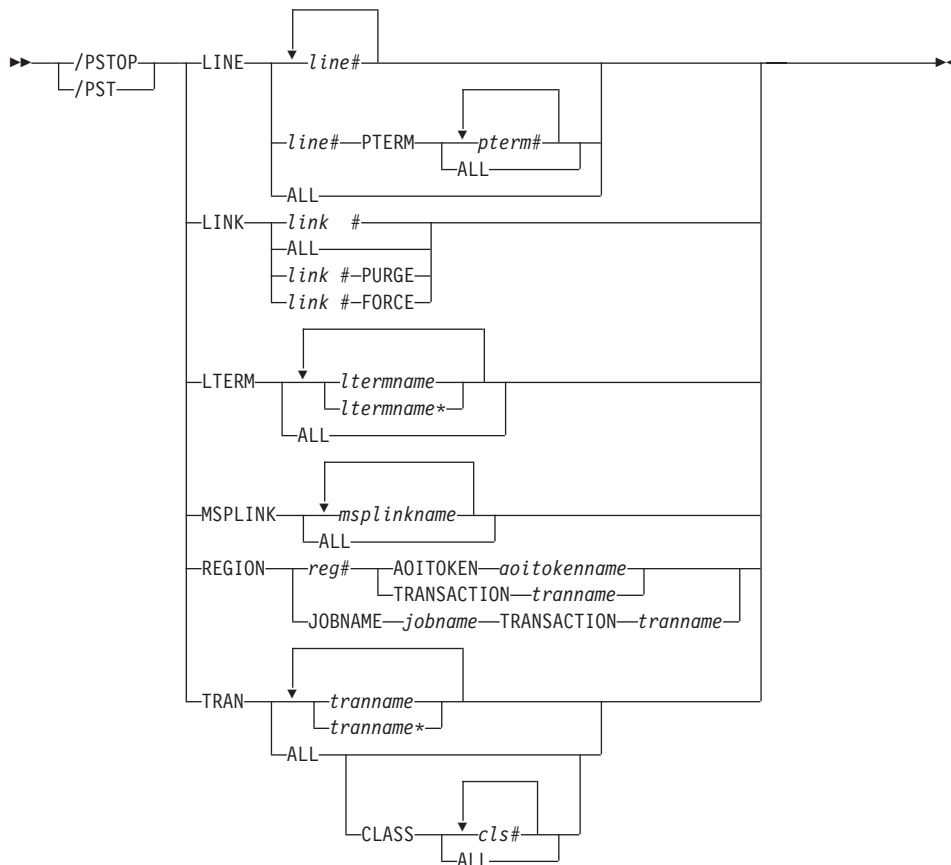 /PSTOP LINE line#
/PST
line# PTERM pterm#
ALL
ALL
LINK link #
ALL
link # PURGE
link # FORCE
LTERM ltermname
ltermname*
ALL
MSPLINK msplinkname
ALL
REGION reg# AOITOKEN aoitokenname
TRANSACTION tranname
JOBNAME jobname TRANSACTION tranname
TRAN tranname
tranname*
ALL
CLASS cls#
ALL